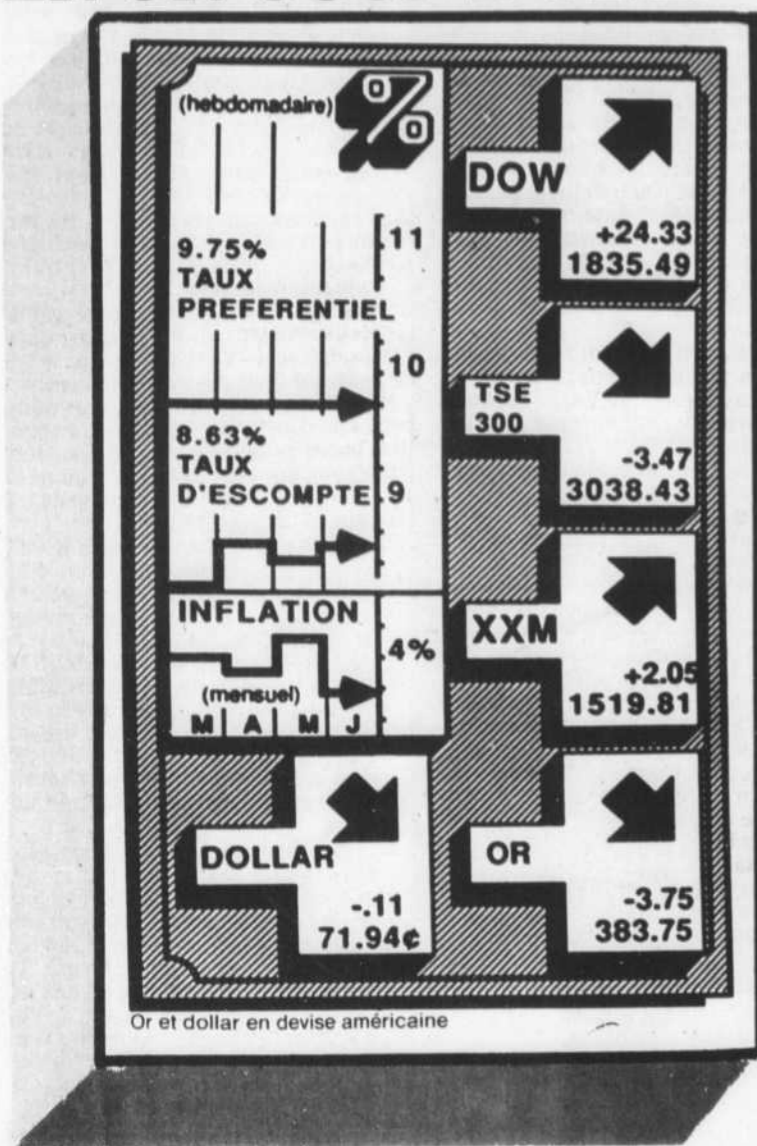 (hebdomadaire) %
11
9.75%
TAUX
PREFERENTIEL
10
8.63%
TAUX
D'ESCOMPTE
9
INFLATION
4%
(mensuel)
M A M J
DOW
+24.33
1835.49
TSE
300
-3.47
3038.43
XXM
+2.05
1519.81
DOLLAR
-.11
71.94¢
OR
-3.75
383.75
Or et dollar en devise américaine